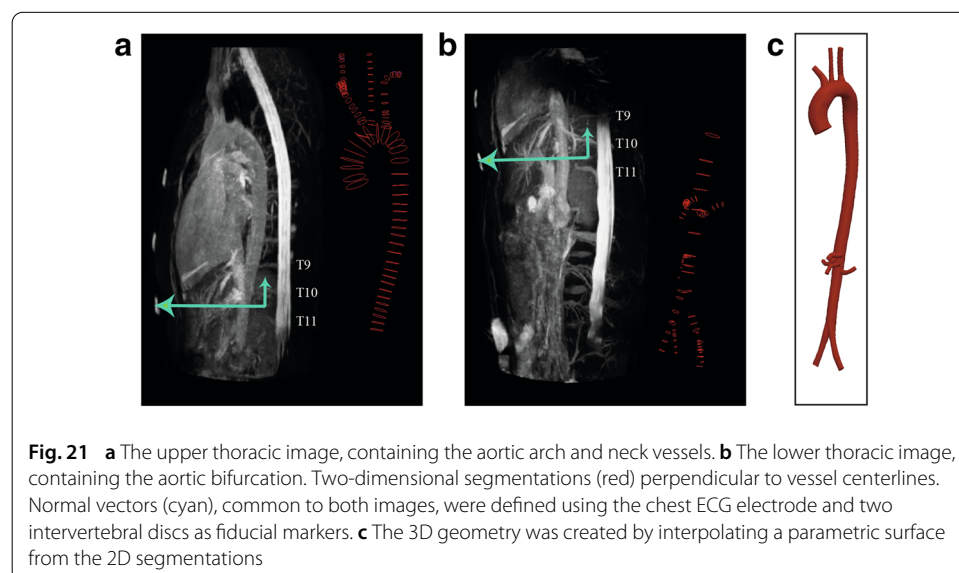 a
b
c
T9
T10
T11
T9
T10
T11
Fig. 21 a The upper thoracic image, containing the aortic arch and neck vessels. b The lower thoracic image,
containing the aortic bifurcation. Two-dimensional segmentations (red) perpendicular to vessel centerlines.
Normal vectors (cyan), common to both images, were defined using the chest ECG electrode and two
intervertebral discs as fiducial markers. c The 3D geometry was created by interpolating a parametric surface
from the 2D segmentations